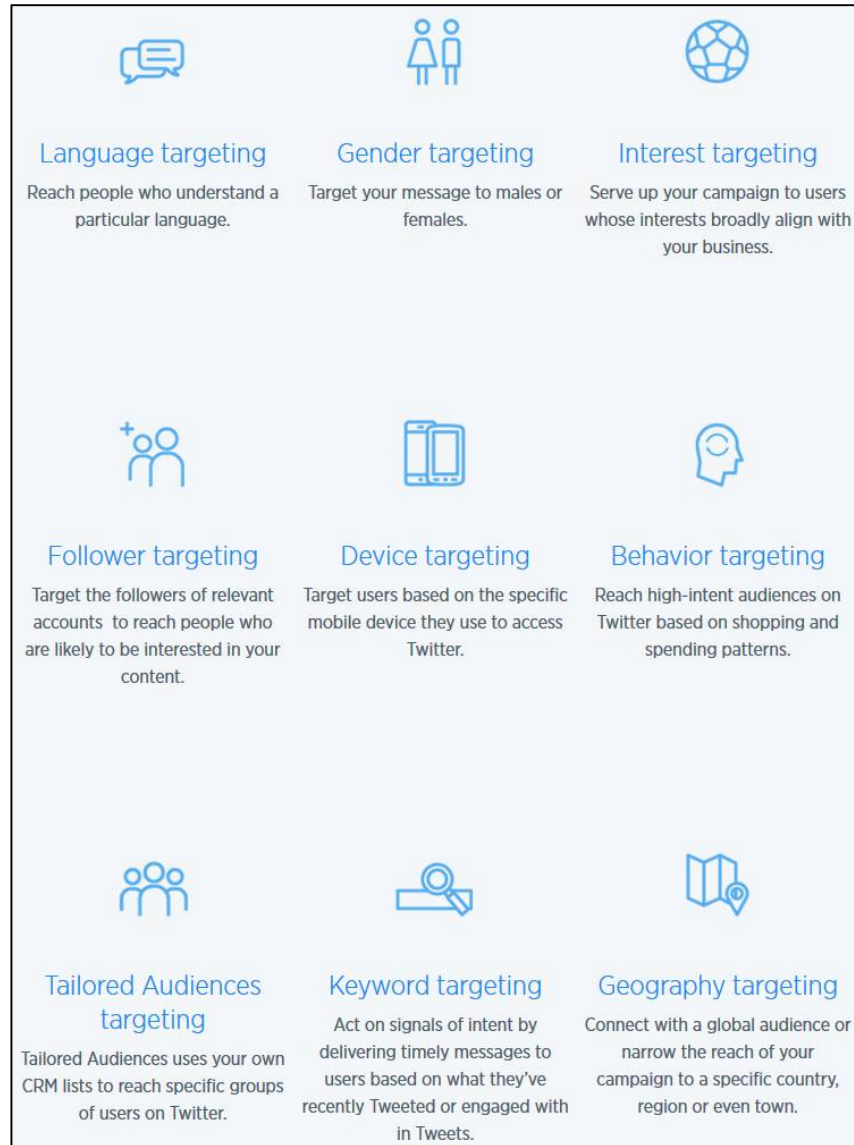 Language targeting
Reach people who understand a
particular language.
Gender targeting
Target your message to males or
females.
Interest targeting
Serve up your campaign to users
whose interests broadly align with
your business.
Follower targeting
Target the followers of relevant
accounts to reach people who
are likely to be interested in your
content.
Device targeting
Target users based on the specific
mobile device they use to access
Twitter.
Behavior targeting
Reach high-intent audiences on
Twitter based on shopping and
spending patterns.
Tailored Audiences
targeting
Tailored Audiences uses your own
CRM lists to reach specific groups
of users on Twitter.
Keyword targeting
Act on signals of intent by
delivering timely messages to
users based on what they've
recently Tweeted or engaged with
in Tweets.
Geography targeting
Connect with a global audience or
narrow the reach of your
campaign to a specific country,
region or even town.